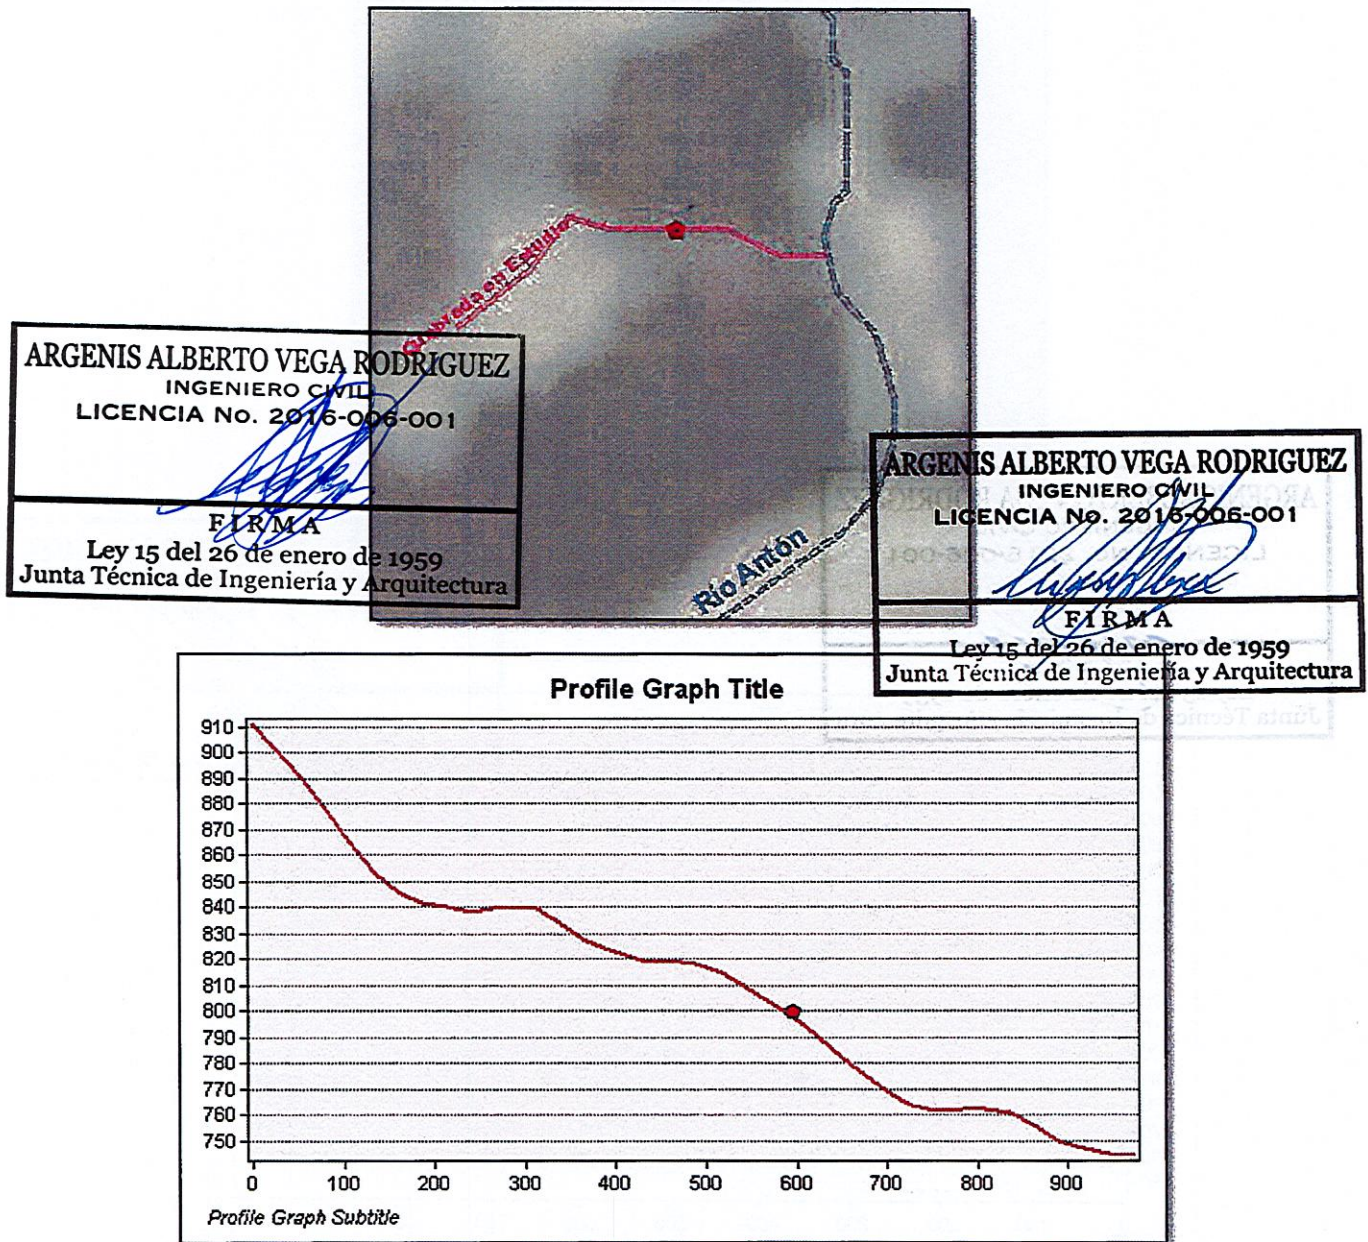 Quebrada en Estudio
ARGENIS ALBERTO VEGA RODRIGUEZ
INGENIERO CIVIL
LICENCIA No. 2016-006-001
FIRMA
Ley 15 del 26 de enero de 1959
Junta Técnica de Ingeniería y Arquitectura
Río Antón
ARGENIS ALBERTO VEGA RODRIGUEZ
INGENIERO CIVIL
LICENCIA No. 2016-006-001
FIRMA
Ley 15 del 26 de enero de 1959
Junta Técnica de Ingeniería y Arquitectura
Profile Graph Title
910
900
890
880
870
860
850
840
830
820
810
800
790
780
770
760
750
0 100 200 300 400 500 600 700 800 900
Profile Graph Subtitle